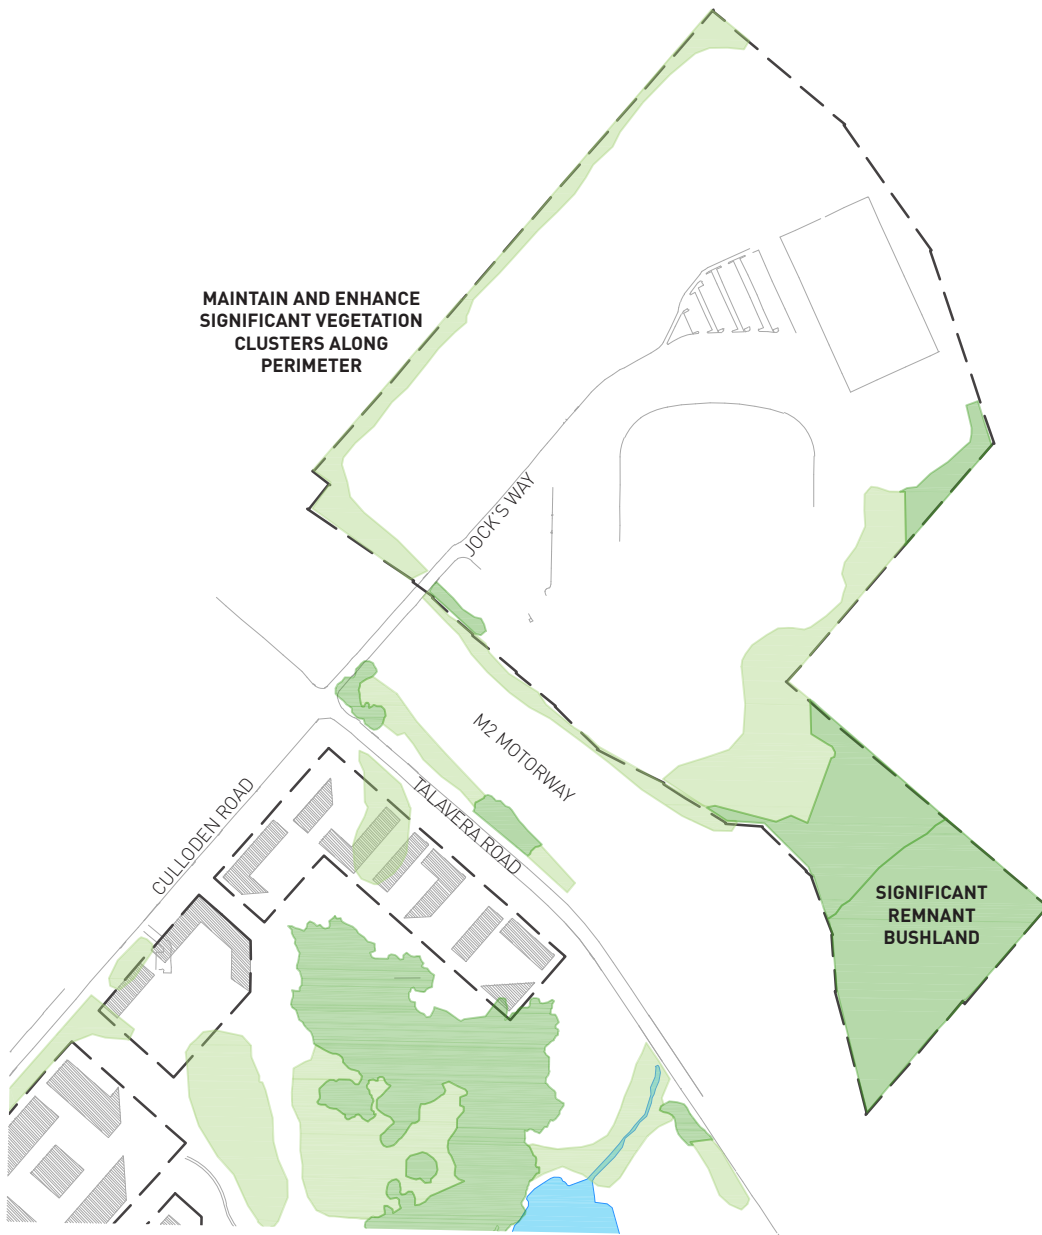 MAINTAIN AND ENHANCE
SIGNIFICANT VEGETATION
CLUSTERS ALONG
PERIMETER
JOCK'S WAY
M2 MOTORWAY
TALAVERA ROAD
CULLODEN ROAD
SIGNIFICANT
REMNANT
BUSHLAND